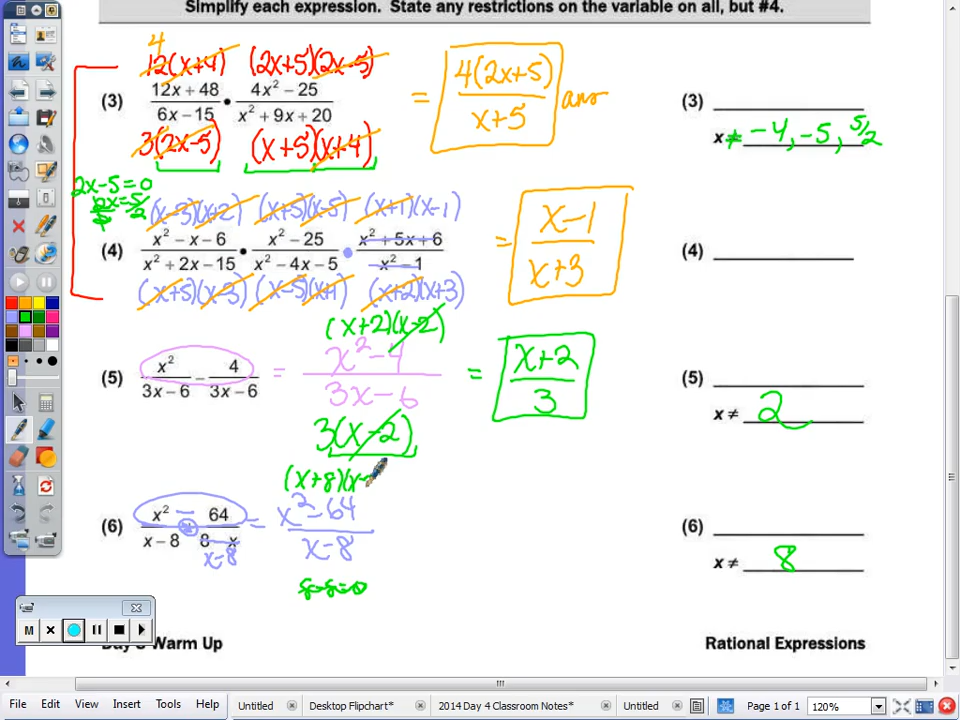 Simplify each expression. State any restrictions on the variable on all, but #4.
4
12(x+4) (2x+5)(2x-5)
(3) 12x + 48 / 6x - 15 • 4x² - 25 / x² + 9x + 20 = 4(2x+5) / x+5 ans
3(2x-5) (x+5)(x+4)
(3)
x ≠ -4, -5, 5/2
2x-5=0
2x=5
(x-3)(x+2) (x+5)(x-5) (x+1)(x-1)
(4) x² - x - 6 / x² + 2x - 15 • x² - 25 / x² - 4x - 5 • x² + 5x + 6 / x² - 1 = x-1 / x+3
(x+5)(x-3) (x-5)(x+1) (x+2)(x+3)
(4)
(x+2)(x-2)
(5) x² / 3x - 6 - 4 / 3x - 6 = x²-4 / 3x-6 = x+2 / 3
3(x-2)
(5)
x ≠ 2
(x+8)(x-
(6) x² / x - 8 - 64 / 8 - x = x²-64 / x-8
x-8
8-8=0
(6)
x ≠ 8
M
Warm Up
Rational Expressions
File Edit View Insert Tools Help Untitled Desktop Flipchart* 2014 Day 4 Classroom Notes* Untitled Page 1 of 1 120%